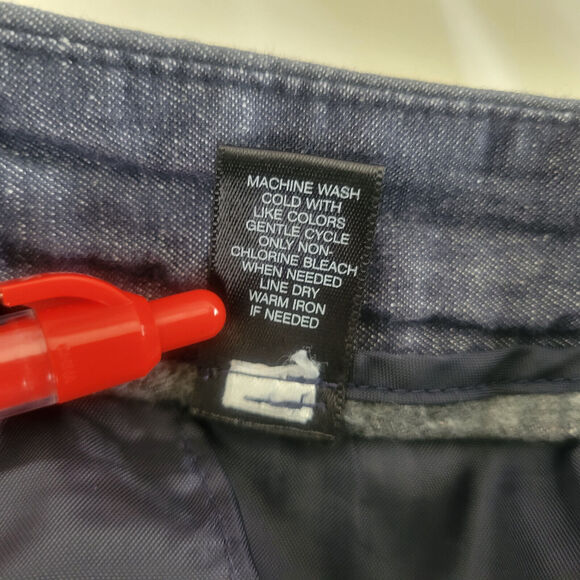 MACHINE WASH
COLD WITH
LIKE COLORS
GENTLE CYCLE
ONLY NON-
CHLORINE BLEACH
WHEN NEEDED
LINE DRY
WARM IRON
IF NEEDED